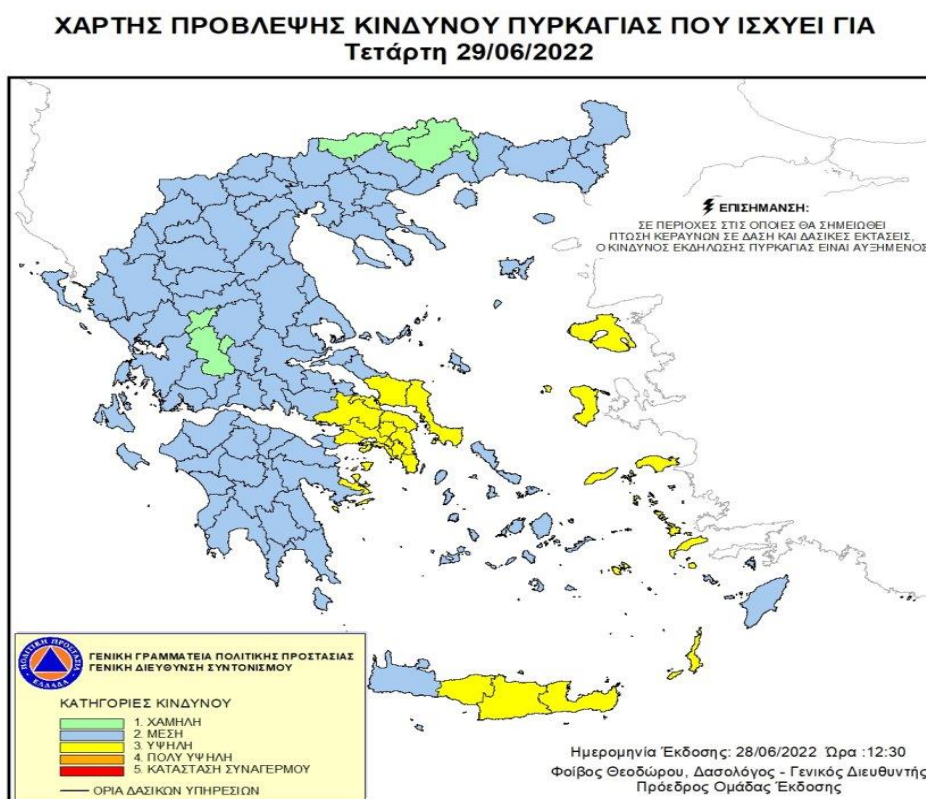 ΧΑΡΤΗΣ ΠΡΟΒΛΕΨΗΣ ΚΙΝΔΥΝΟΥ ΠΥΡΚΑΓΙΑΣ ΠΟΥ ΙΣΧΥΕΙ ΓΙΑ
Τετάρτη 29/06/2022
ΕΠΙΣΗΜΑΝΣΗ:
ΣΕ ΠΕΡΙΟΧΕΣ ΣΤΙΣ ΟΠΟΙΕΣ ΘΑ ΣΗΜΕΙΩΘΕΙ
ΠΤΩΣΗ ΚΕΡΑΥΝΩΝ ΣΕ ΔΑΣΗ ΚΑΙ ΔΑΣΙΚΕΣ ΕΚΤΑΣΕΙΣ,
Ο ΚΙΝΔΥΝΟΣ ΕΚΔΗΛΩΣΗΣ ΠΥΡΚΑΓΙΑΣ ΕΙΝΑΙ ΑΥΞΗΜΕΝΟΣ
ΠΟΛΙΤΙΚΗ ΠΡΟΣΤΑΣΙΑ
ΕΛΛΑΔΑ
ΓΕΝΙΚΗ ΓΡΑΜΜΑΤΕΙΑ ΠΟΛΙΤΙΚΗΣ ΠΡΟΣΤΑΣΙΑΣ
ΓΕΝΙΚΗ ΔΙΕΥΘΥΝΣΗ ΣΥΝΤΟΝΙΣΜΟΥ
ΚΑΤΗΓΟΡΙΕΣ ΚΙΝΔΥΝΟΥ
1. ΧΑΜΗΛΗ
2. ΜΕΣΗ
3. ΥΨΗΛΗ
4. ΠΟΛΥ ΥΨΗΛΗ
5. ΚΑΤΑΣΤΑΣΗ ΣΥΝΑΓΕΡΜΟΥ
ΟΡΙΑ ΔΑΣΙΚΩΝ ΥΠΗΡΕΣΙΩΝ
Ημερομηνία Έκδοσης: 28/06/2022 Ώρα :12:30
Φοίβος Θεοδώρου, Δασολόγος - Γενικός Διευθυντής
Πρόεδρος Ομάδας Έκδοσης